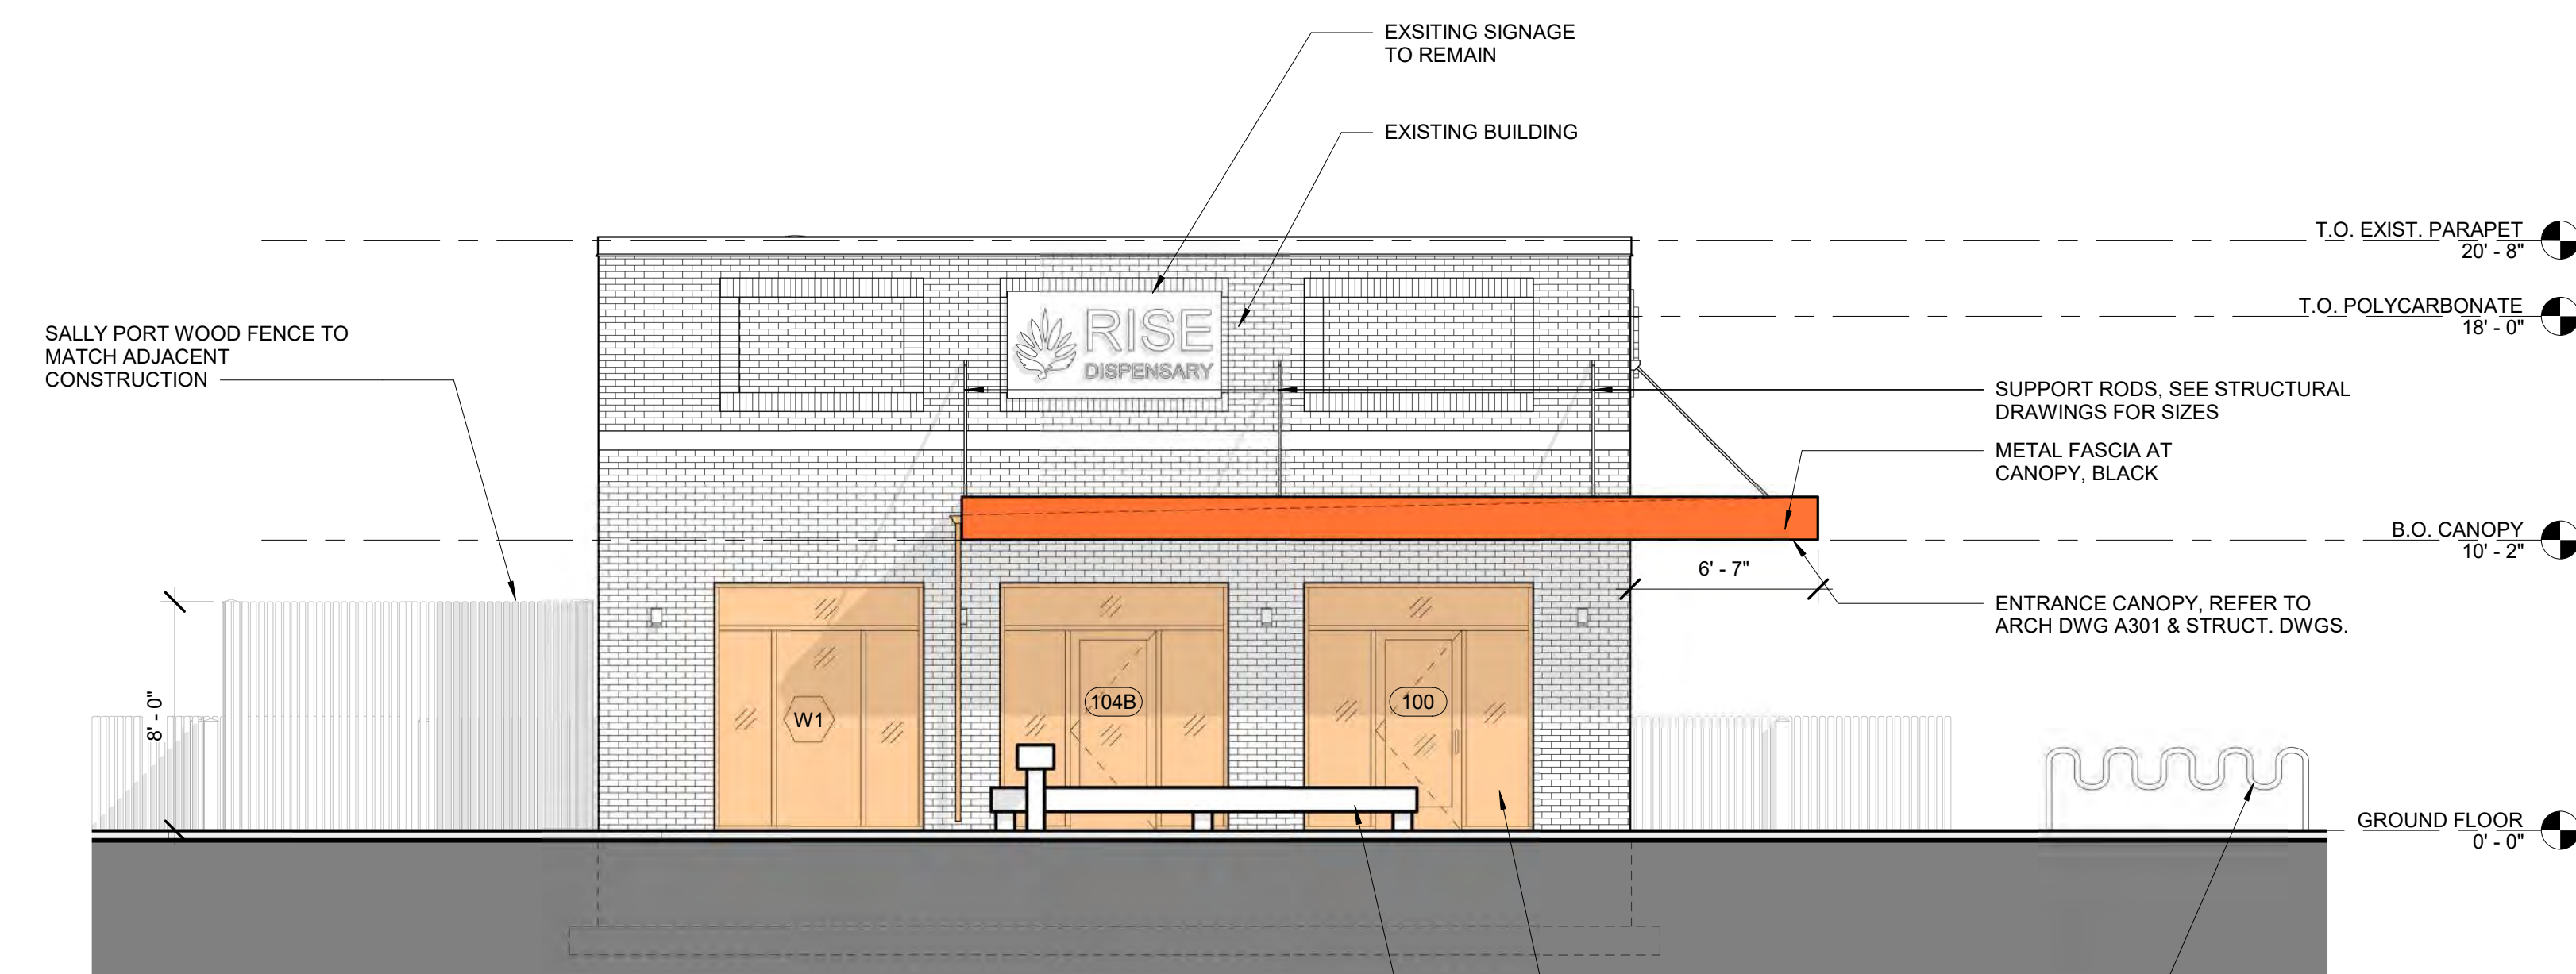 EXSITING SIGNAGE
TO REMAIN
EXISTING BUILDING
T.O. EXIST. PARAPET
20' - 8"
T.O. POLYCARBONATE
18' - 0"
SALLY PORT WOOD FENCE TO
MATCH ADJACENT
CONSTRUCTION
RISE
DISPENSARY
SUPPORT RODS, SEE STRUCTURAL
DRAWINGS FOR SIZES
METAL FASCIA AT
CANOPY, BLACK
B.O. CANOPY
10' - 2"
6' - 7"
ENTRANCE CANOPY, REFER TO
ARCH DWG A301 & STRUCT. DWGS.
8' - 0"
W1
104B
100
GROUND FLOOR
0' - 0"